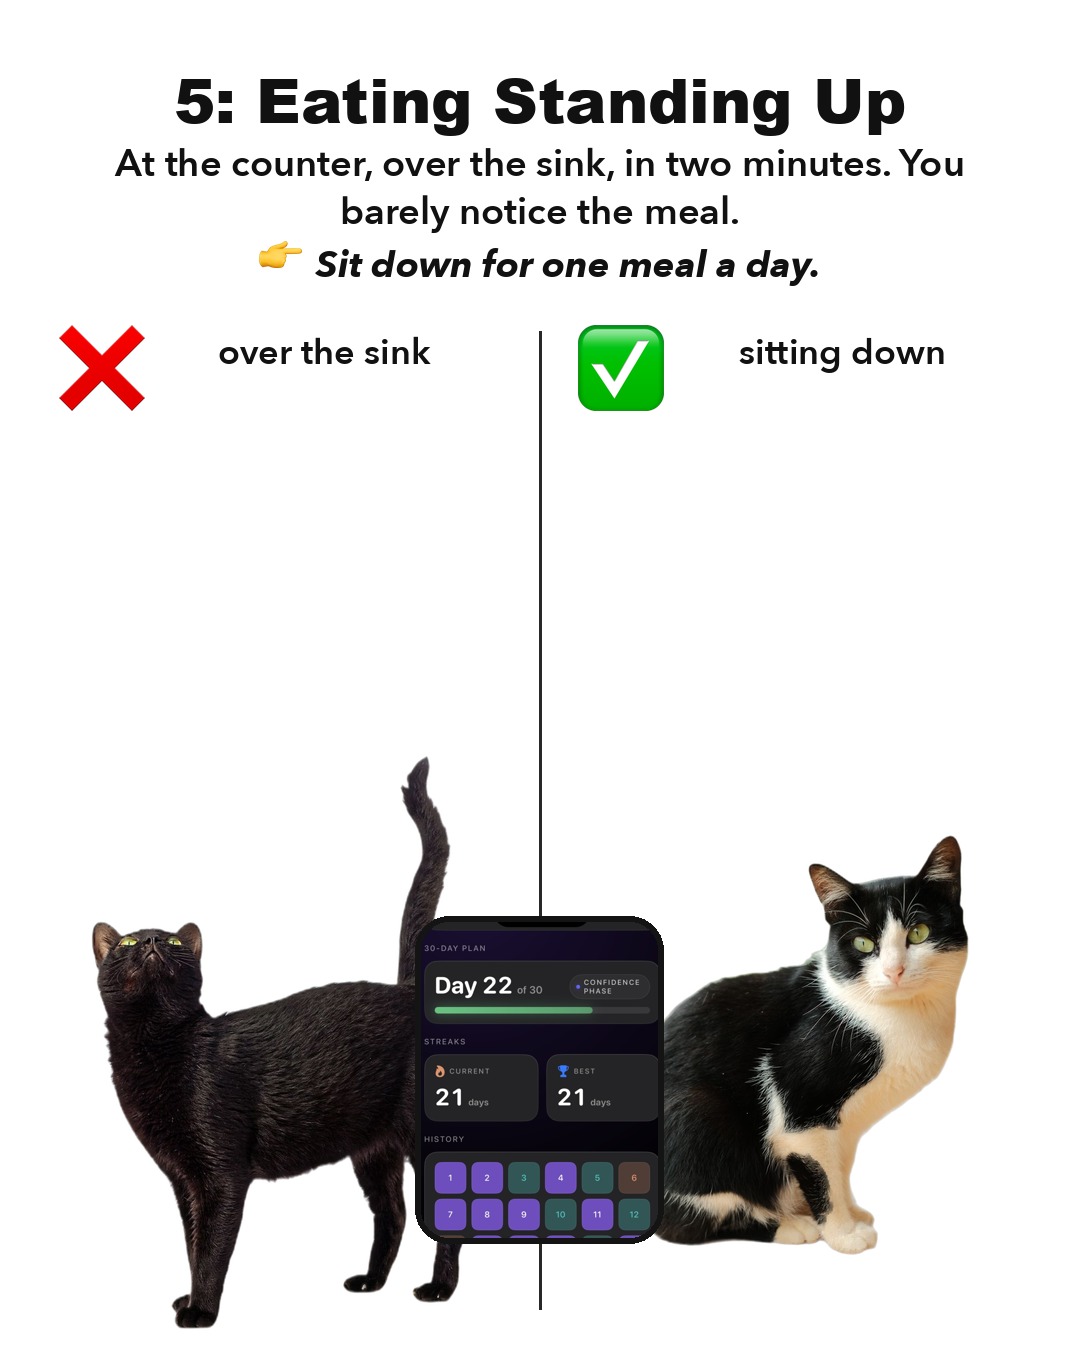 5: Eating Standing Up
At the counter, over the sink, in two minutes. You
barely notice the meal.
👉 Sit down for one meal a day.
over the sink
sitting down
30-DAY PLAN
Day 22 of 30
CONFIDENCE
PHASE
STREAKS
CURRENT
BEST
21 days
21 days
HISTORY
1 2 3 4 5 6
7 8 9 10 11 12